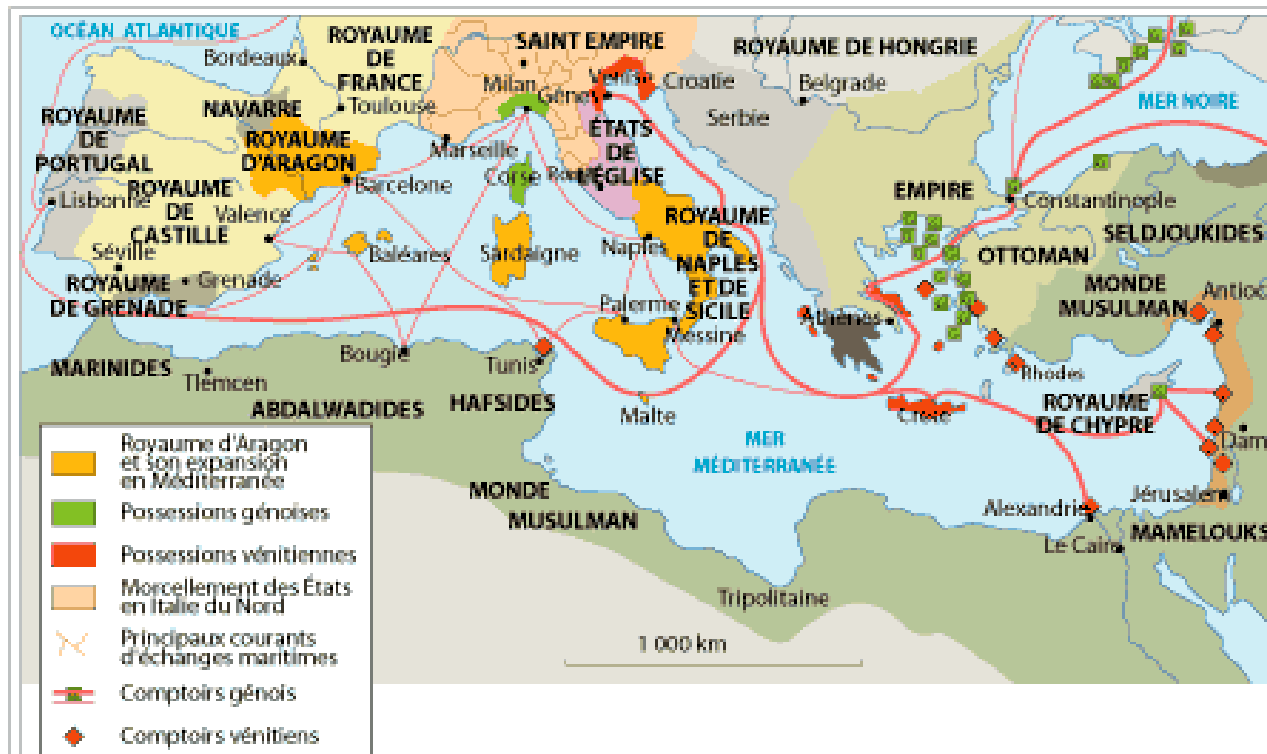 OCÉAN ATLANTIQUE
Bordeaux
ROYAUME
DE
FRANCE
SAINT EMPIRE
ROYAUME DE HONGRIE
Milan
Gênes
Venise
Croatie
Belgrade
MER NOIRE
NAVARRE
Toulouse
ROYAUME
DE
PORTUGAL
ROYAUME
D'ARAGON
Marseille
ÉTATS
DE
L'ÉGLISE
Serbie
Corse
Barcelone
Lisbonne
ROYAUME
DE
CASTILLE
Valence
EMPIRE
OTTOMAN
Constantinople
SELDJOUKIDES
Séville
Baléares
Sardaigne
Naples
ROYAUME
DE
NAPLES
ET DE
SICILE
MONDE
MUSULMAN
Grenade
ROYAUME
DE GRENADE
Palerme
Messine
Athènes
MARINIDES
Tlemcen
Bougie
Tunis
Rhodes
ABDALWADIDES
HAFSIDES
Malte
Crète
ROYAUME
DE CHYPRE
MER
MÉDITERRANÉE
MONDE
MUSULMAN
Alexandrie
Jérusalem
Le Caire
MAMELOUKS
Tripolitaine
1 000 km
Royaume d'Aragon
et son expansion
en Méditerranée
Possessions génoises
Possessions vénitiennes
Morcellement des États
en Italie du Nord
Principaux courants
d'échanges maritimes
Comptoirs génois
Comptoirs vénitiens